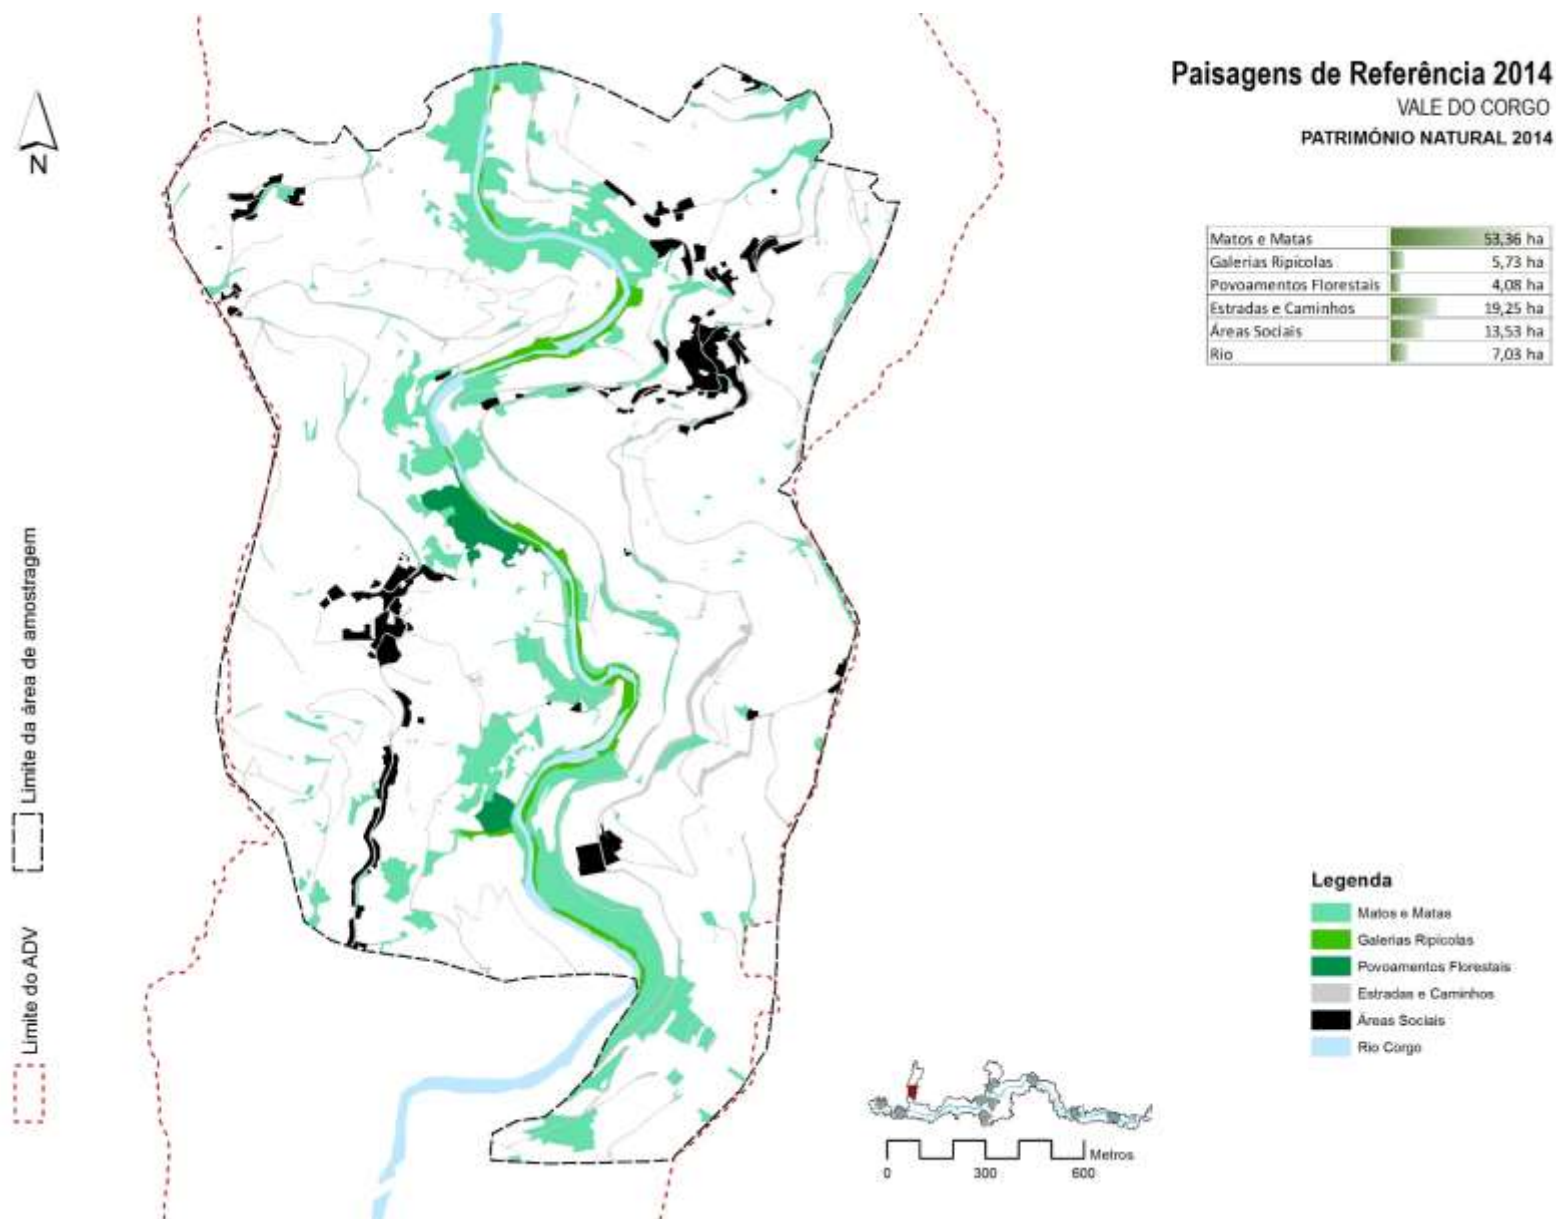 Paisagens de Referência 2014
VALE DO CORGO
PATRIMÓNIO NATURAL 2014
N
Matos e Matas 53,36 ha
Galerias Ripícolas 5,73 ha
Povoamentos Florestais 4,08 ha
Estradas e Caminhos 19,25 ha
Áreas Sociais 13,53 ha
Rio 7,03 ha
Limite da área de amostragem
Limite do ADV
Legenda
Matos e Matas
Galerias Ripícolas
Povoamentos Florestais
Estradas e Caminhos
Áreas Sociais
Rio Corgo
Metros
0 300 600